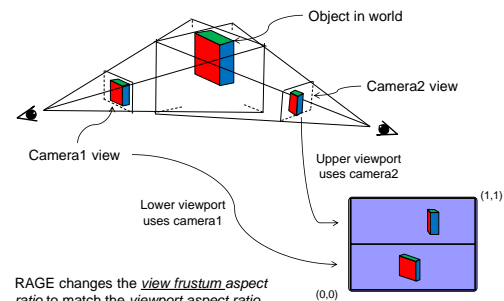 Object in world
Camera2 view
Camera1 view
Upper viewport
uses camera2
Lower viewport
uses camera1
(1,1)
(0,0)
RAGE changes the view frustum aspect
ratio to match the viewport aspect ratio